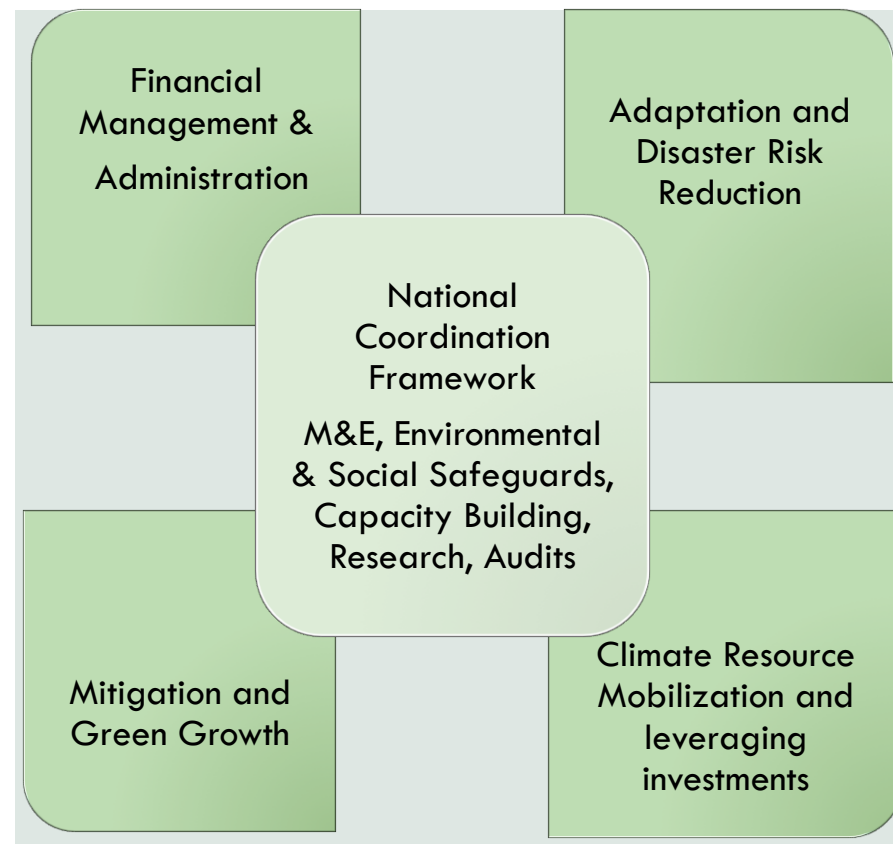 Financial
Management &
Administration
Adaptation and
Disaster Risk
Reduction
National
Coordination
Framework
M&E, Environmental
& Social Safeguards,
Capacity Building,
Research, Audits
Mitigation and
Green Growth
Climate Resource
Mobilization and
leveraging
investments